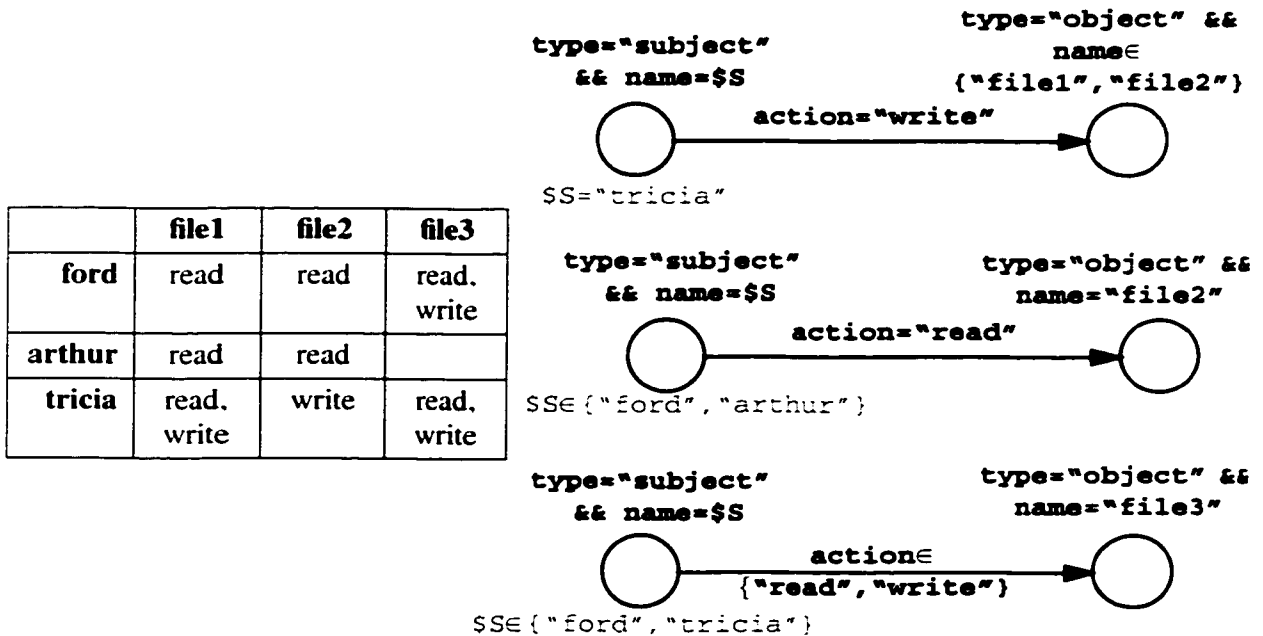 file1 file2 file3
ford read read read,
write
arthur read read
tricia read, write read,
write write
type="subject"
&& name=$S
type="object" &&
name∈
{"file1","file2"}
action="write"
$S="tricia"
type="subject"
&& name=$S
type="object" &&
name="file2"
action="read"
$S∈{"ford","arthur"}
type="subject"
&& name=$S
type="object" &&
name="file3"
action∈
{"read","write"}
$S∈{"ford","tricia"}